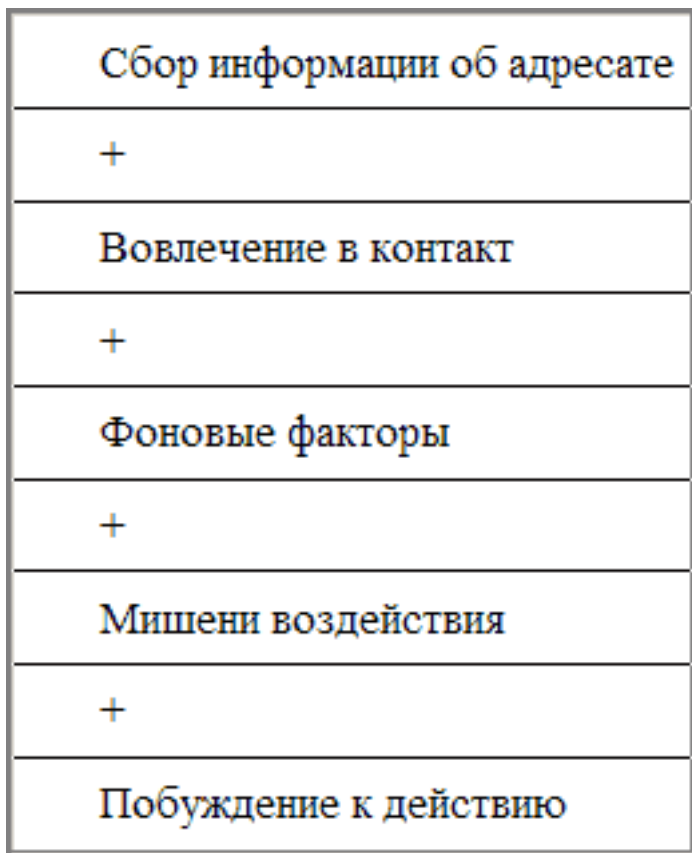 Сбор информации об адресате
+
Вовлечение в контакт
+
Фоновые факторы
+
Мишени воздействия
+
Побуждение к действию